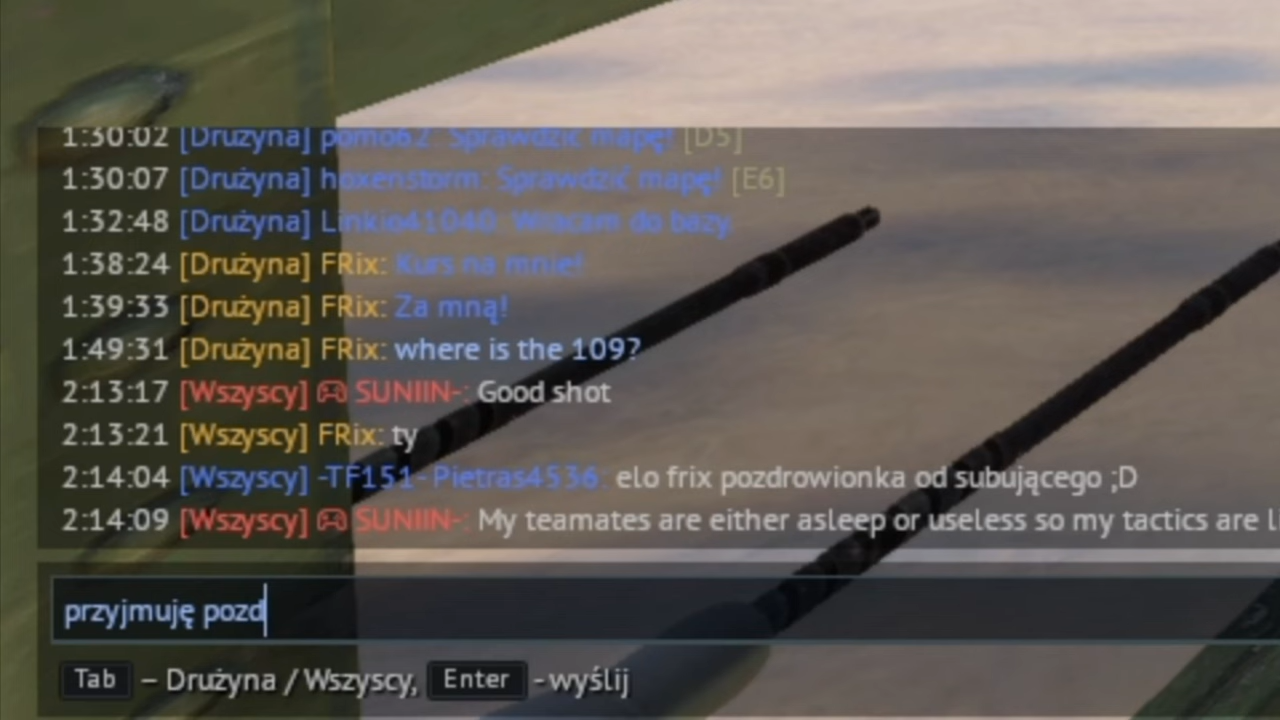 1:30:02 [Drużyna] pomo62: Sprawdzić mapę! [D5]
1:30:07 [Drużyna] hoxenstorm: Sprawdzić mapę! [E6]
1:32:48 [Drużyna] Linkio41040: Wracam do bazy
1:38:24 [Drużyna] FRix: Kurs na mnie!
1:39:33 [Drużyna] FRix: Za mną!
1:49:31 [Drużyna] FRix: where is the 109?
2:13:17 [Wszyscy] SUNIIN-: Good shot
2:13:21 [Wszyscy] FRix: ty
2:14:04 [Wszyscy] -TF151- Pietras4536: elo frix pozdrowionka od subującego ;D
2:14:09 [Wszyscy] SUNIIN-: My teamates are either asleep or useless so my tactics are
przyjmuję pozd
Tab – Drużyna / Wszyscy, Enter - wyślij